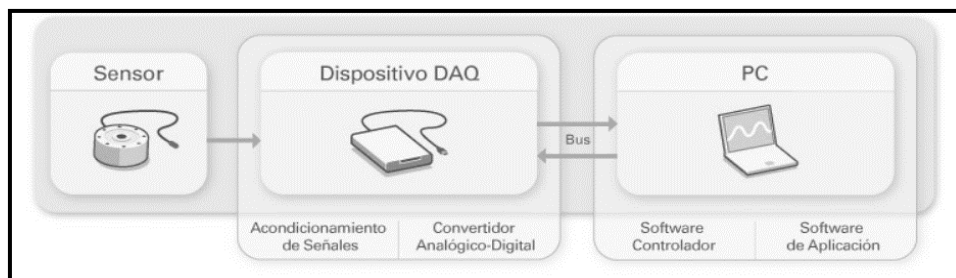 Sensor
Dispositivo DAQ
PC
Bus
Acondicionamiento
de Señales
Convertidor
Analógico-Digital
Software
Controlador
Software
de Aplicación